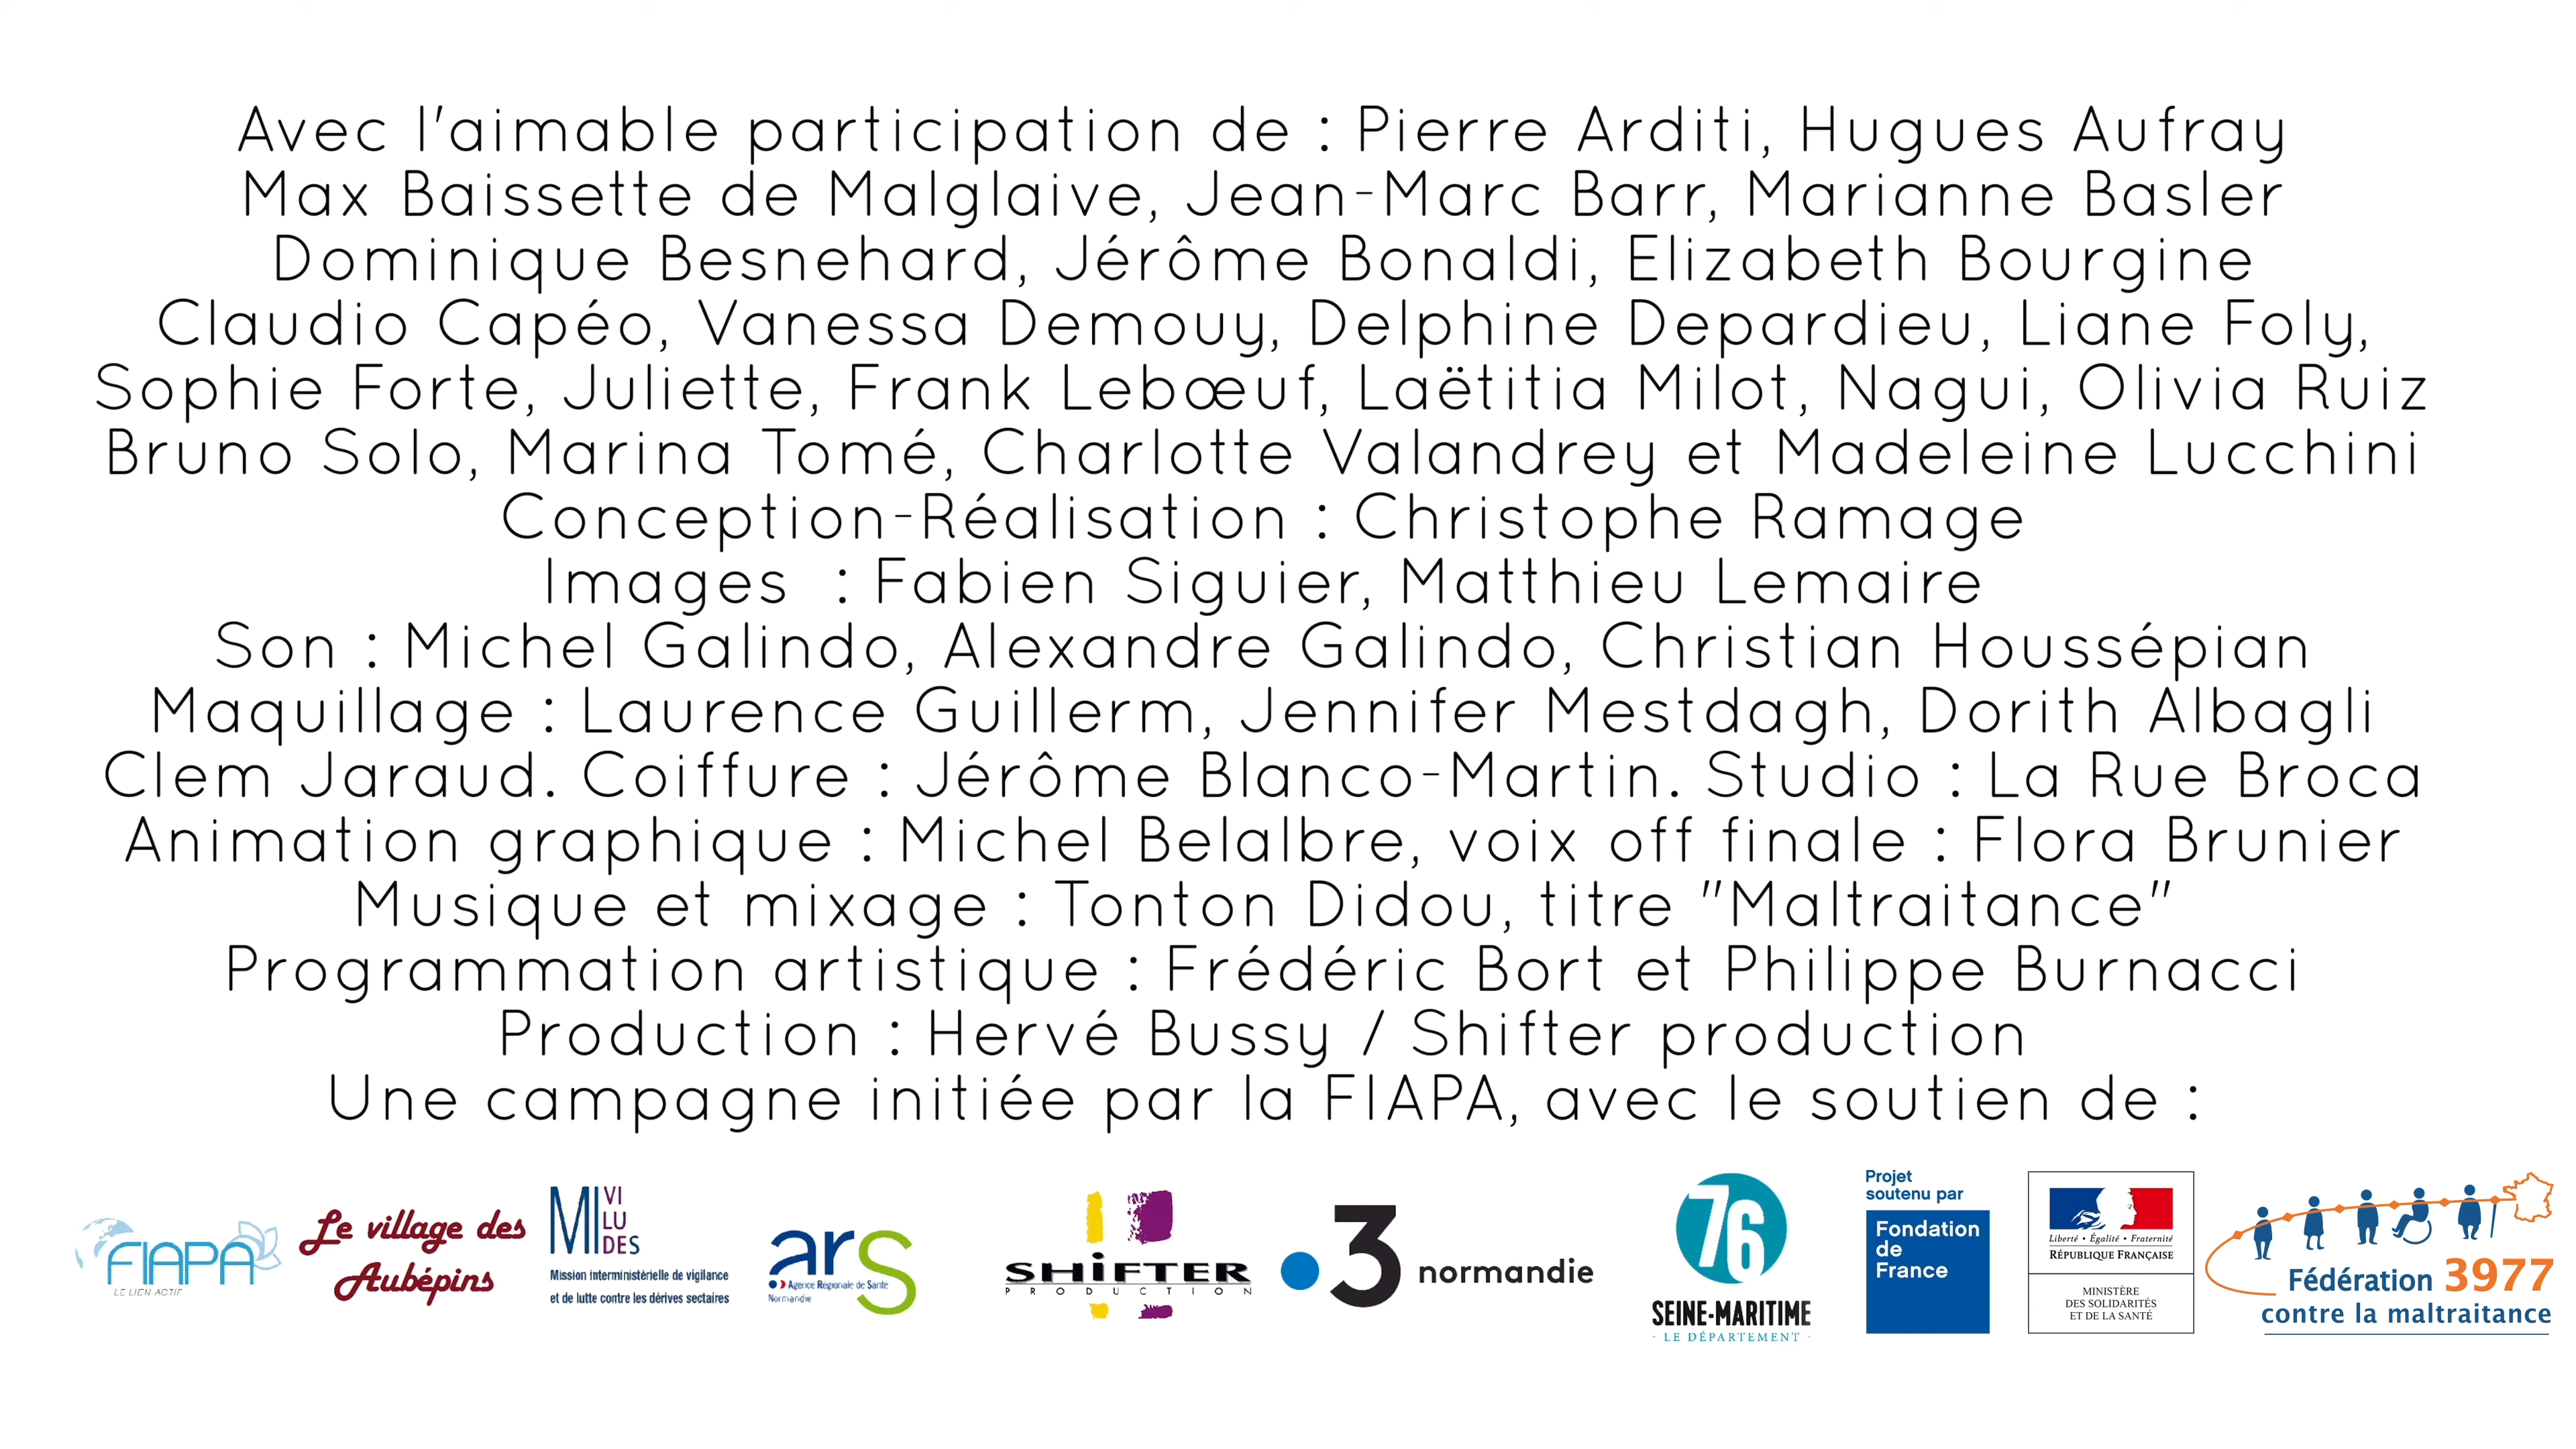 Avec l'aimable participation de : Pierre Arditi, Hugues Aufray
Max Baissette de Malglaive, Jean-Marc Barr, Marianne Basler
Dominique Besnehard, Jérôme Bonaldi, Elizabeth Bourgine
Claudio Capéo, Vanessa Demouy, Delphine Depardieu, Liane Foly,
Sophie Forte, Juliette, Frank Lebœuf, Laëtitia Milot, Nagui, Olivia Ruiz
Bruno Solo, Marina Tomé, Charlotte Valandrey et Madeleine Lucchini
Conception-Réalisation : Christophe Ramage
Images : Fabien Siguier, Matthieu Lemaire
Son : Michel Galindo, Alexandre Galindo, Christian Houssépian
Maquillage : Laurence Guillerm, Jennifer Mestdagh, Dorith Albagli
Clem Jaraud. Coiffure : Jérôme Blanco-Martin. Studio : La Rue Broca
Animation graphique : Michel Belalbre, voix off finale : Flora Brunier
Musique et mixage : Tonton Didou, titre "Maltraitance"
Programmation artistique : Frédéric Bort et Philippe Burnacci
Production : Hervé Bussy / Shifter production
Une campagne initiée par la FIAPA, avec le soutien de :
FIAPA
LE LIEN ACTIF
Le village des
Aubépins
MIVILUDES
Mission interministérielle de vigilance
et de lutte contre les dérives sectaires
ars
Agence Régionale de Santé
Normandie
SHiFTER
PRODUCTION
3 normandie
76
SEINE-MARITIME
- LE DÉPARTEMENT -
Projet
soutenu par
Fondation
de
France
Liberté • Égalité • Fraternité
RÉPUBLIQUE FRANÇAISE
MINISTÈRE
DES SOLIDARITÉS
ET DE LA SANTÉ
Fédération 3977
contre la maltraitance